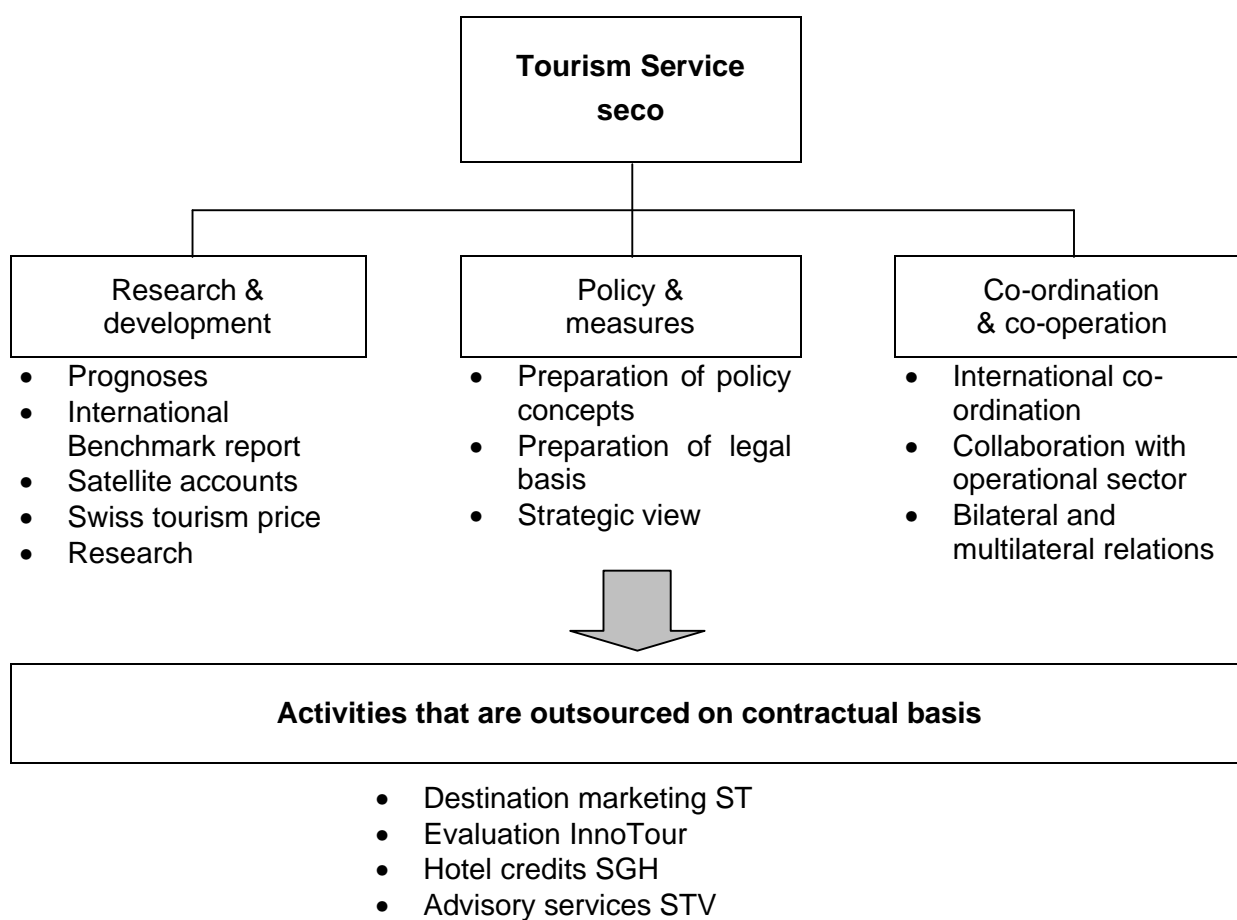 Tourism Service
seco
Research &
development
• Prognoses
• International
Benchmark report
• Satellite accounts
• Swiss tourism price
• Research
Policy &
measures
• Preparation of policy
concepts
• Preparation of legal
basis
• Strategic view
Co-ordination
& co-operation
• International co-
ordination
• Collaboration with
operational sector
• Bilateral and
multilateral relations
Activities that are outsourced on contractual basis
• Destination marketing ST
• Evaluation InnoTour
• Hotel credits SGH
• Advisory services STV